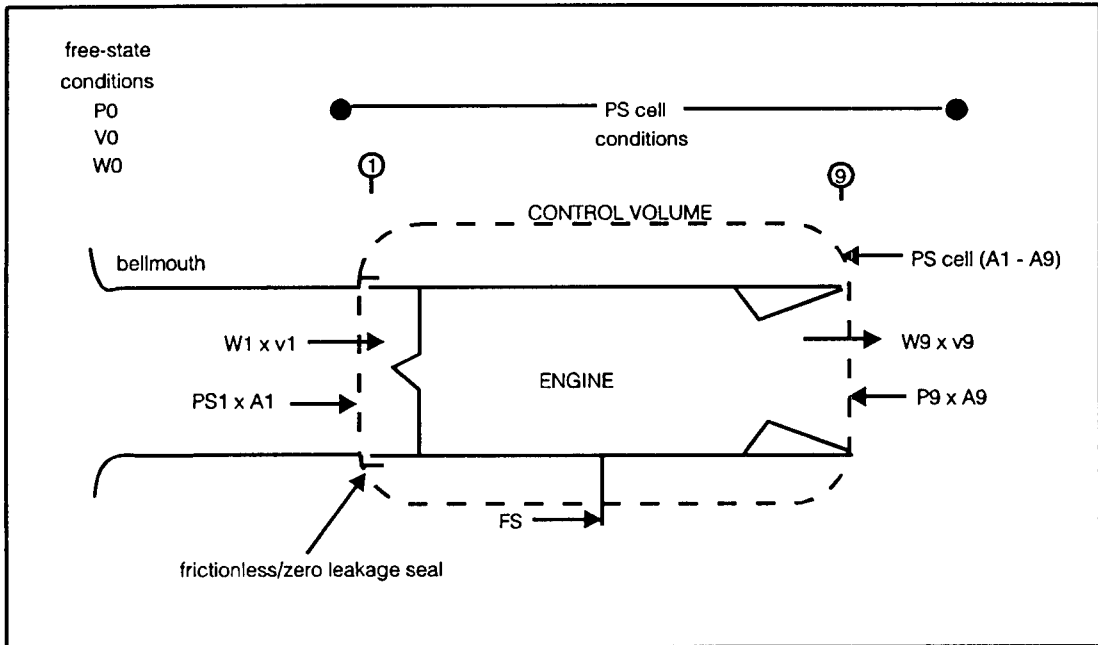 free-state
conditions
P0
V0
W0
PS cell
conditions
1
9
CONTROL VOLUME
bellmouth
PS cell (A1 - A9)
W1 x v1
W9 x v9
ENGINE
PS1 x A1
P9 x A9
FS
frictionless/zero leakage seal